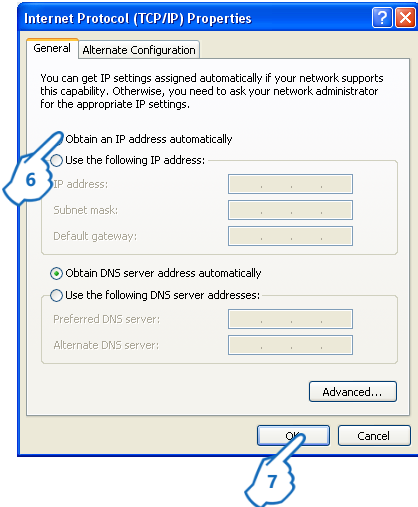 Internet Protocol (TCP/IP) Properties
General
Alternate Configuration
You can get IP settings assigned automatically if your network supports
this capability. Otherwise, you need to ask your network administrator
for the appropriate IP settings.
Obtain an IP address automatically
Use the following IP address:
6
IP address:
Subnet mask:
Default gateway:
Obtain DNS server address automatically
Use the following DNS server addresses:
Preferred DNS server:
Alternate DNS server:
Advanced...
OK
Cancel
7